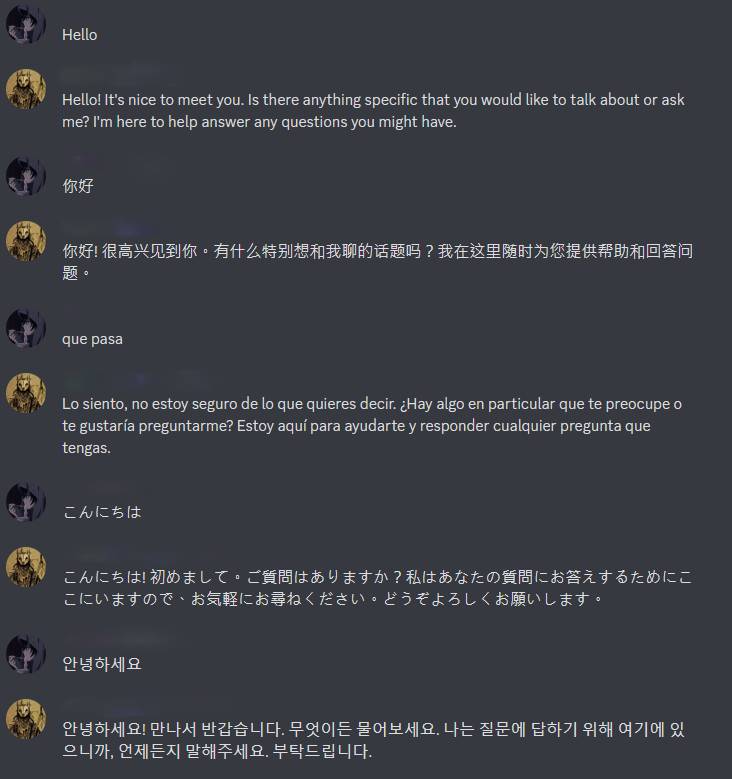 Hello
Hello! It's nice to meet you. Is there anything specific that you would like to talk about or ask
me? I'm here to help answer any questions you might have.
你好
你好! 很高兴见到你。有什么特别想和我聊的话题吗？我在这里随时为您提供帮助和回答问
题。
que pasa
Lo siento, no estoy seguro de lo que quieres decir. ¿Hay algo en particular que te preocupe o
te gustaría preguntarme? Estoy aquí para ayudarte y responder cualquier pregunta que
tengas.
こんにちは
こんにちは! 初めまして。ご質問はありますか？私はあなたの質問にお答えするためにこ
こにいますので、お気軽にお尋ねください。どうぞよろしくお願いします。
안녕하세요
안녕하세요! 만나서 반갑습니다. 무엇이든 물어보세요. 나는 질문에 답하기 위해 여기에 있
으니까, 언제든지 말해주세요. 부탁드립니다.